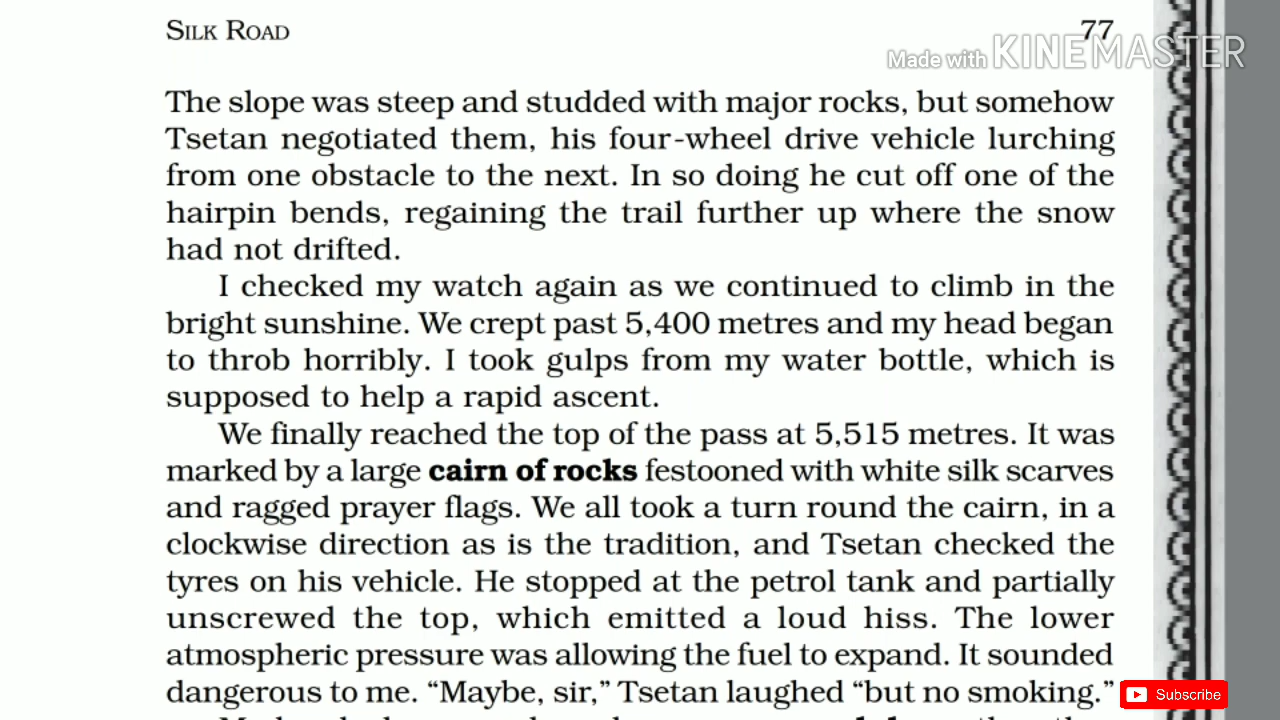 SILK ROAD 77
Made with KINEMASTER
The slope was steep and studded with major rocks, but somehow
Tsetan negotiated them, his four-wheel drive vehicle lurching
from one obstacle to the next. In so doing he cut off one of the
hairpin bends, regaining the trail further up where the snow
had not drifted.
I checked my watch again as we continued to climb in the
bright sunshine. We crept past 5,400 metres and my head began
to throb horribly. I took gulps from my water bottle, which is
supposed to help a rapid ascent.
We finally reached the top of the pass at 5,515 metres. It was
marked by a large cairn of rocks festooned with white silk scarves
and ragged prayer flags. We all took a turn round the cairn, in a
clockwise direction as is the tradition, and Tsetan checked the
tyres on his vehicle. He stopped at the petrol tank and partially
unscrewed the top, which emitted a loud hiss. The lower
atmospheric pressure was allowing the fuel to expand. It sounded
dangerous to me. “Maybe, sir,” Tsetan laughed “but no smoking.”
Subscribe